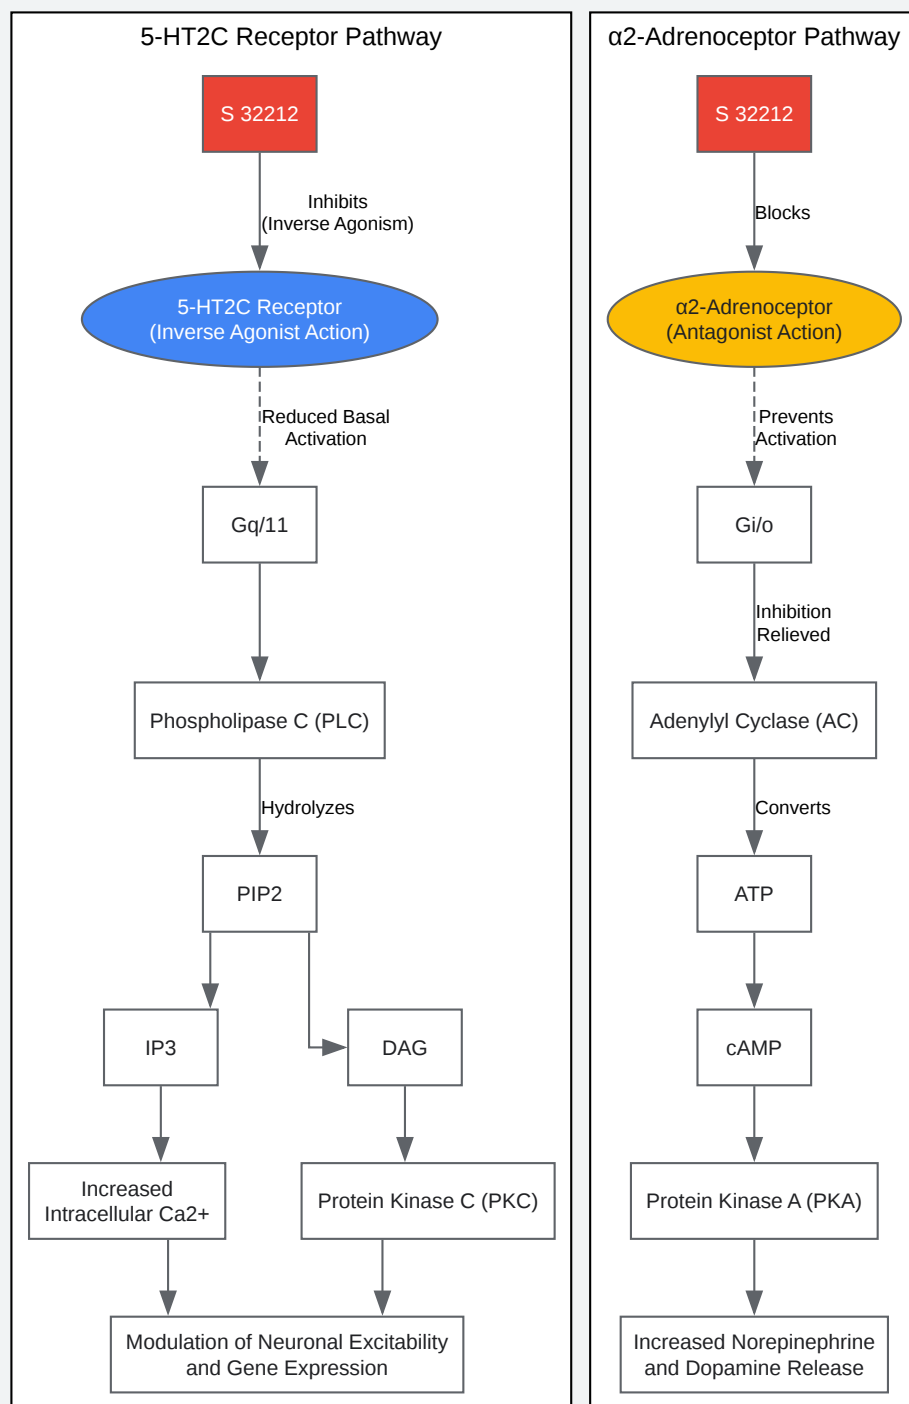 5-HT2C Receptor Pathway
S 32212
Inhibits
(Inverse Agonism)
5-HT2C Receptor
(Inverse Agonist Action)
Reduced Basal
Activation
Gq/11
Phospholipase C (PLC)
Hydrolyzes
PIP2
IP3
DAG
Increased
Intracellular Ca2+
Protein Kinase C (PKC)
Modulation of Neuronal Excitability
and Gene Expression
α2-Adrenoceptor Pathway
S 32212
Blocks
α2-Adrenoceptor
(Antagonist Action)
Prevents
Activation
Gi/o
Inhibition
Relieved
Adenylyl Cyclase (AC)
Converts
ATP
cAMP
Protein Kinase A (PKA)
Increased Norepinephrine
and Dopamine Release